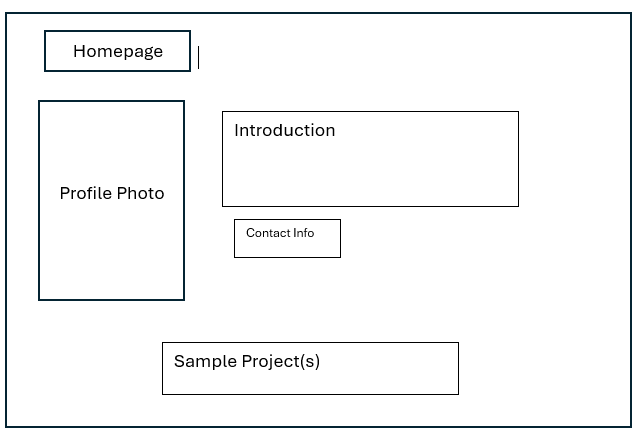 Homepage
Profile Photo
Introduction
Contact Info
Sample Project(s)